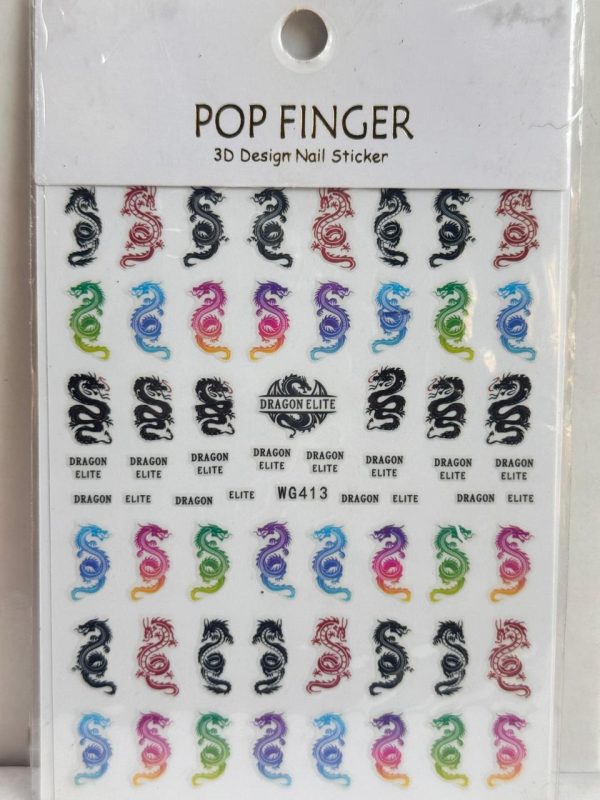 POP FINGER
3D Design Nail Sticker
DRAGON ELITE
DRAGON DRAGON DRAGON DRAGON DRAGON DRAGON DRAGON DRAGON
ELITE ELITE ELITE ELITE ELITE ELITE ELITE ELITE
DRAGON ELITE DRAGON ELITE WG413 DRAGON ELITE DRAGON ELITE